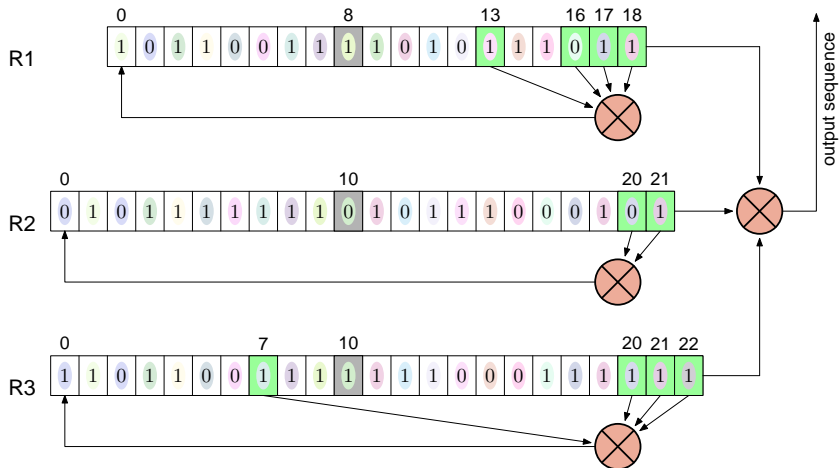 0 8 13 16 17 18
R1 1 0 1 1 0 0 1 1 1 1 0 1 0 1 1 1 0 1 1
output sequence
0 10 20 21
R2 0 1 0 1 1 1 1 1 1 1 0 1 0 1 1 1 0 0 0 1 0 1
0 7 10 20 21 22
R3 1 1 0 1 1 0 0 1 1 1 1 1 1 1 0 0 0 1 1 1 1 1 1